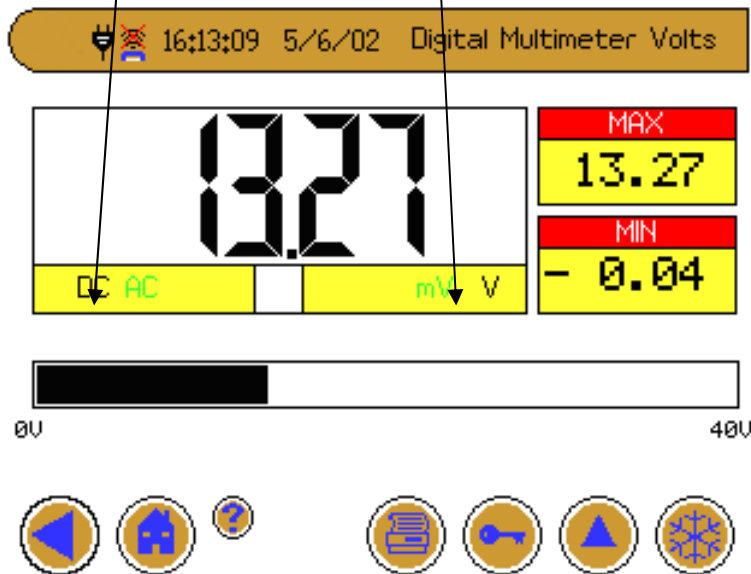 16:13:09 5/6/02 Digital Multimeter Volts
13.27
MAX
13.27
MIN
- 0.04
DC AC mV V
0V 40V
?